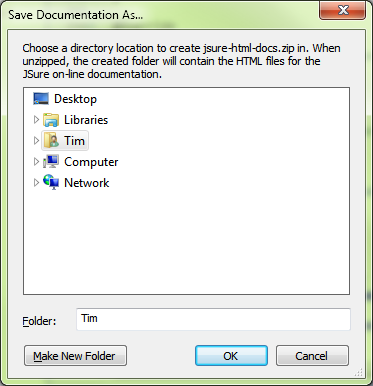 Save Documentation As...
Choose a directory location to create jsure-html-docs.zip in. When
unzipped, the created folder will contain the HTML files for the
JSure on-line documentation.
Desktop
Libraries
Tim
Computer
Network
Folder: Tim
Make New Folder OK Cancel